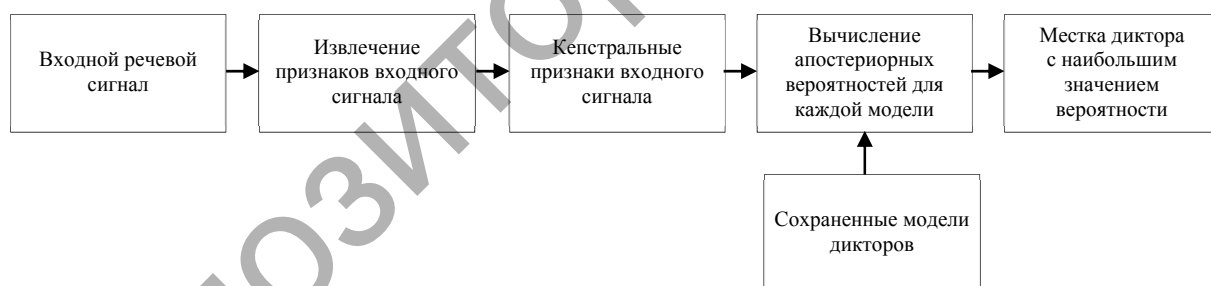 Входной речевой
сигнал
Извлечение
признаков входного
сигнала
Кепстральные
признаки входного
сигнала
Вычисление
апостериорных
вероятностей для
каждой модели
Местка диктора
с наибольшим
значением
вероятности
Сохраненные модели
дикторов
ПОЗИТО